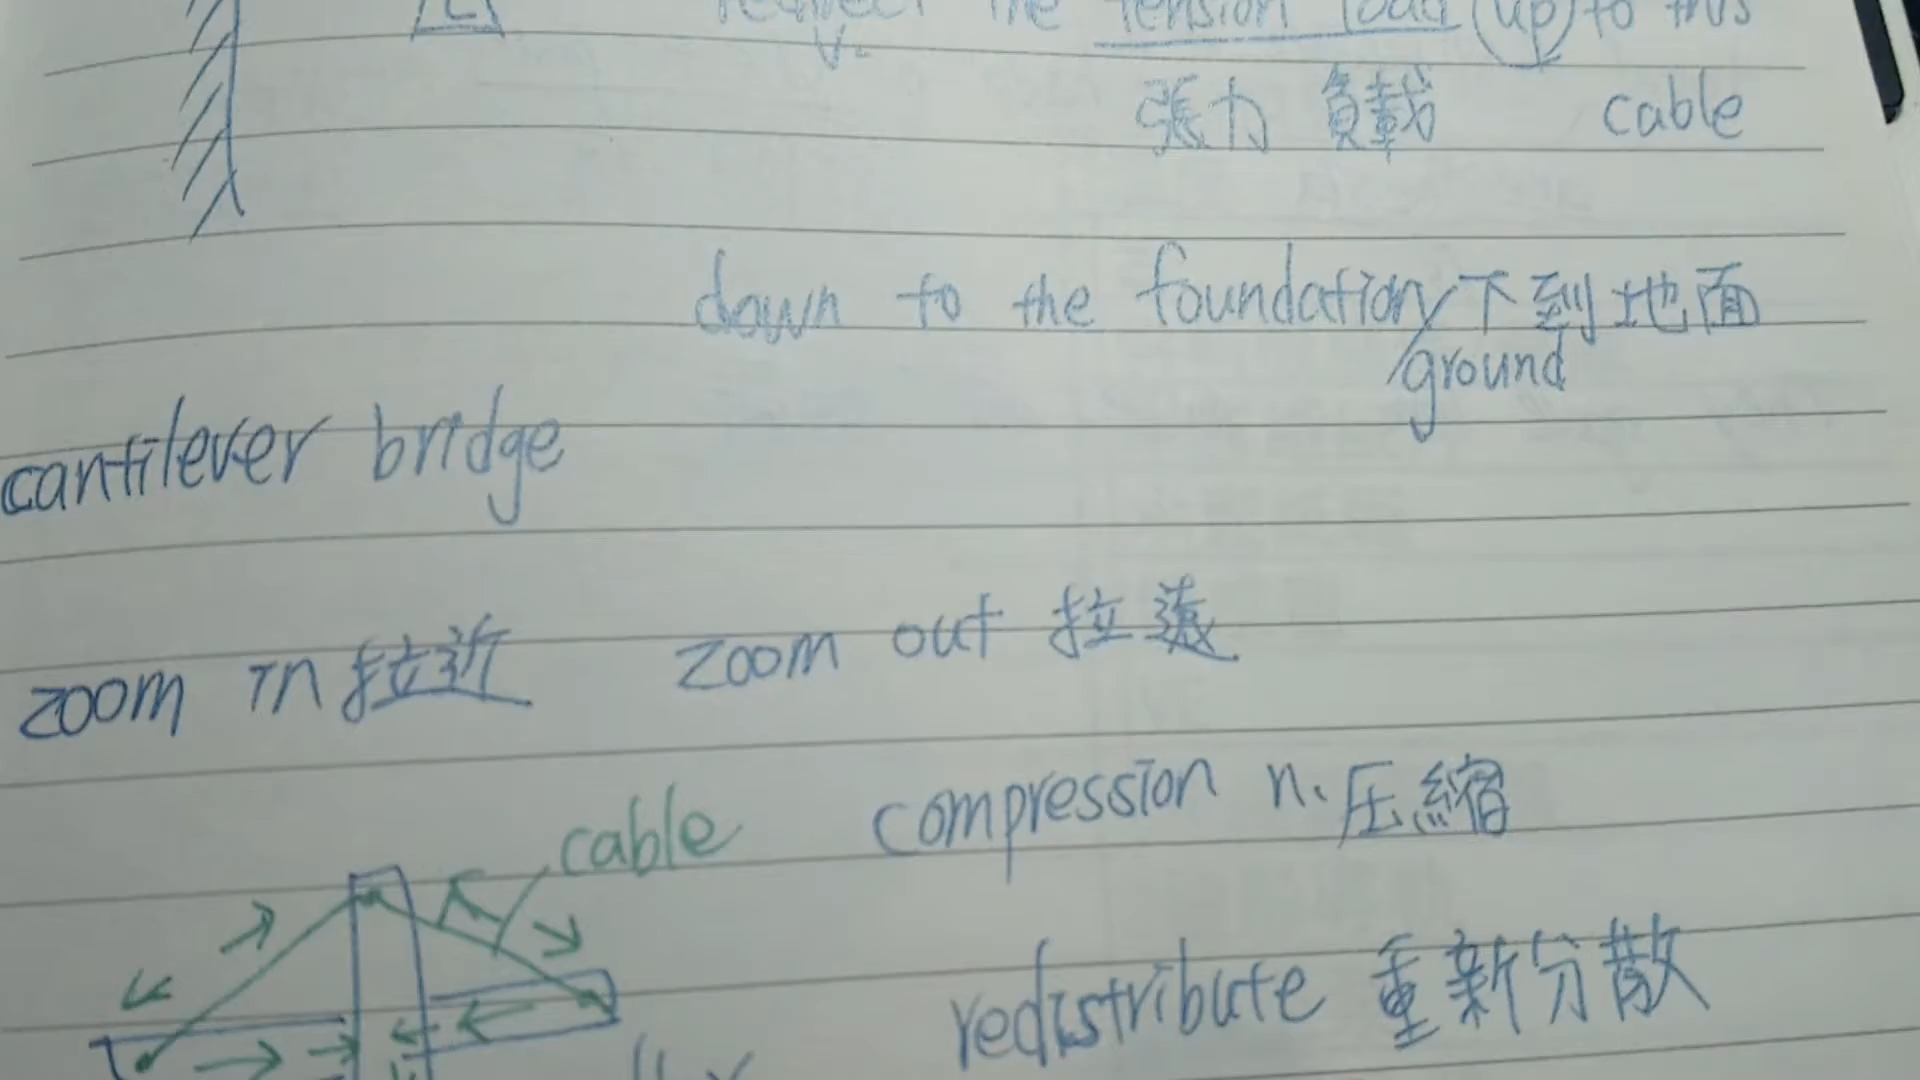 redirect the tension load up to this
v.
張力 負載 cable
down to the foundation/下到地面
/ground
cantilever bridge
zoom in 拉近 zoom out 拉遠
cable compression n. 压縮
redistribute 重新分散